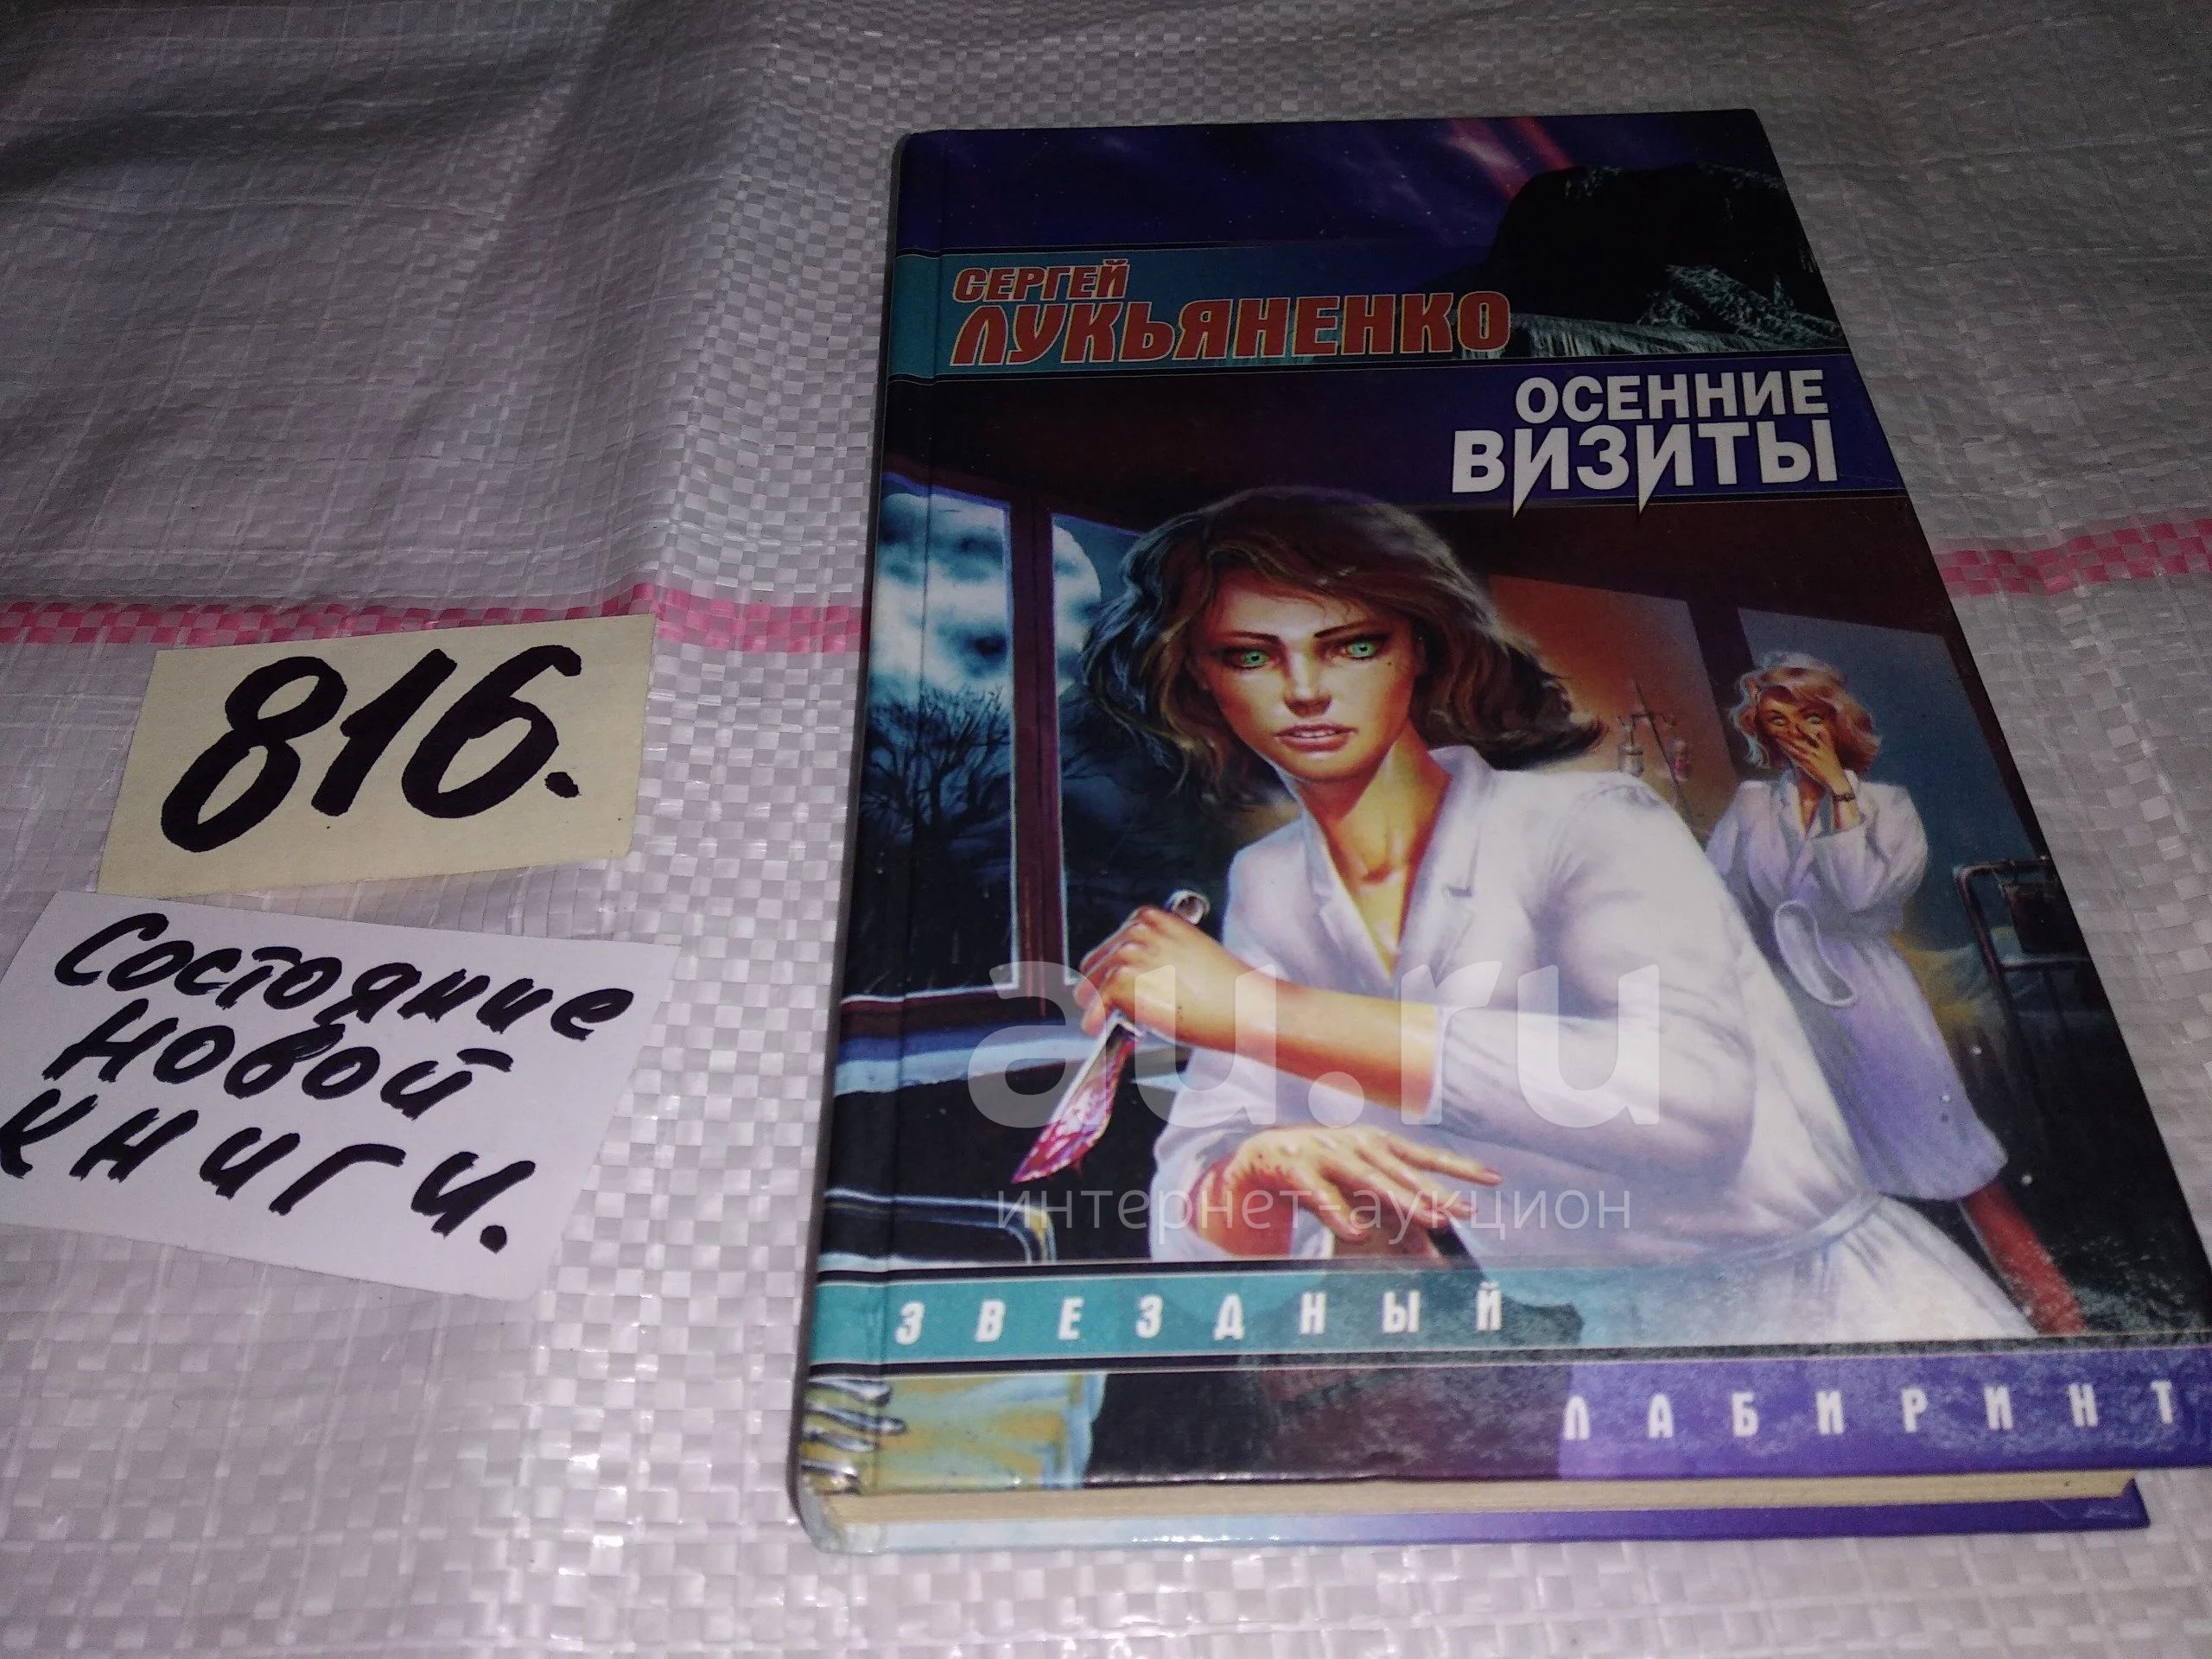 СЕРГЕЙ
ЛУКЬЯНЕНКО
ОСЕННИЕ
ВИЗИТЫ
816.
Состояние
новой
книги.
au.ru
интернет-аукцион
ЗВЕЗДНЫЙ
ЛАБИРИНТ